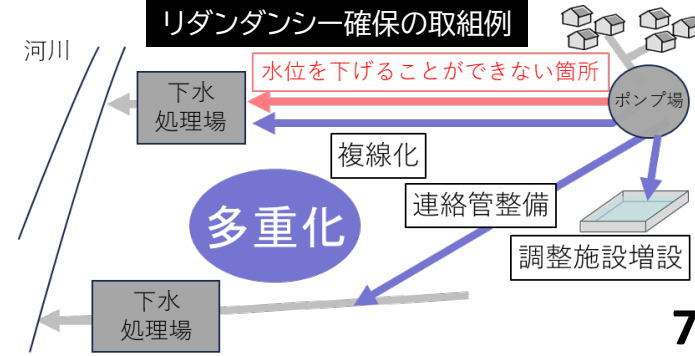 リダンダンシー確保の取組例
河川
水位を下げることができない箇所
下水
処理場
ポンプ場
複線化
連絡管整備
多重化
調整施設増設
下水
処理場
7